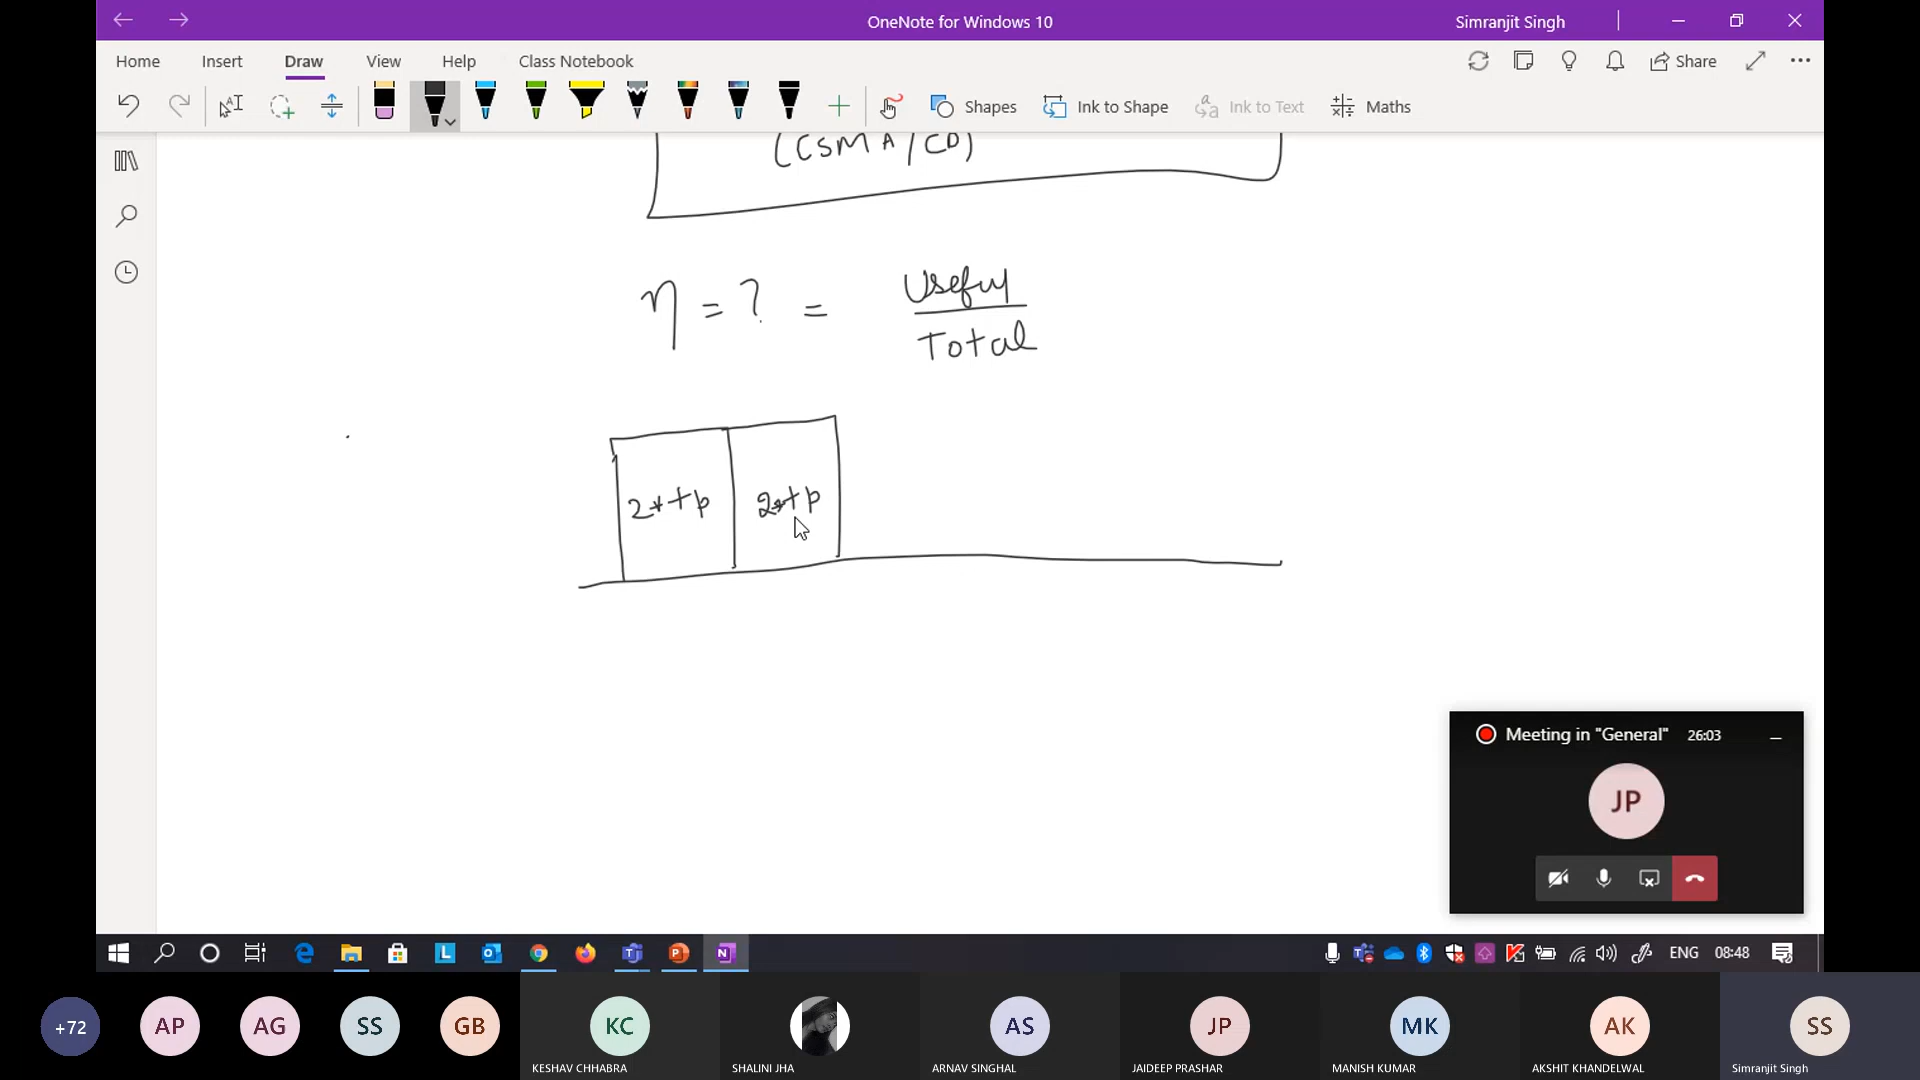 OneNote for Windows 10
Simranjit Singh
Home Insert Draw View Help Class Notebook
Share
Shapes Ink to Shape Ink to Text Maths
(CSMA/CD)
η = ? = Useful
Total
2*tp 2*tp
Meeting in "General" 26:03
JP
ENG 08:48
+72 AP AG SS GB KC AS JP MK AK SS
KESHAV CHHABRA SHALINI JHA ARNAV SINGHAL JAIDEEP PRASHAR MANISH KUMAR AKSHIT KHANDELWAL Simranjit Singh